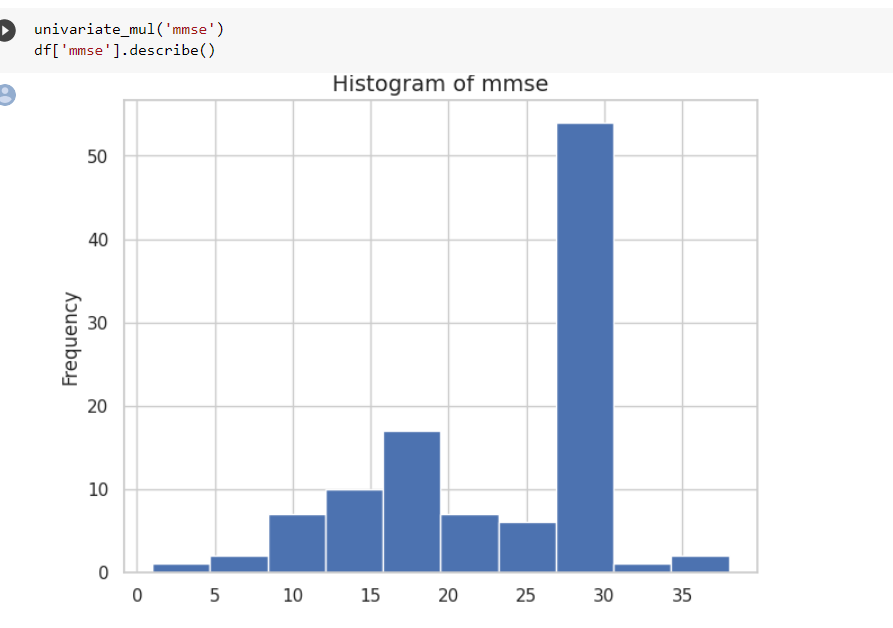 univariate_mul('mmse')
df['mmse'].describe()
Histogram of mmse
50
40
30
20
10
0
Frequency
0 5 10 15 20 25 30 35